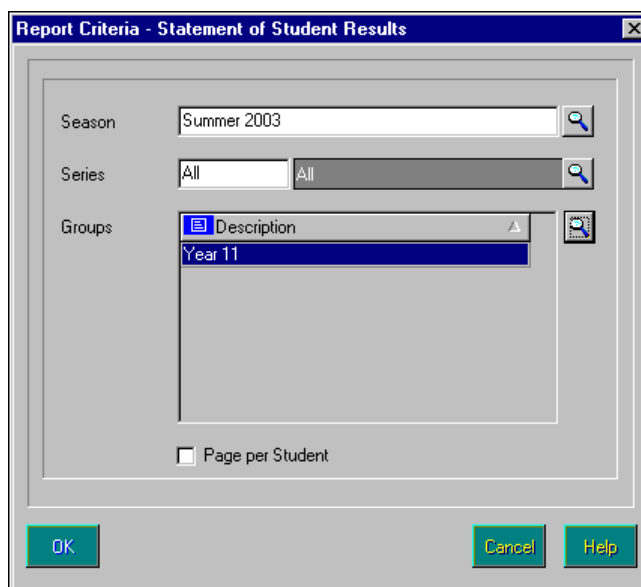 Report Criteria - Statement of Student Results
Season Summer 2003
Series All All
Groups Description
Year 11
Page per Student
OK Cancel Help